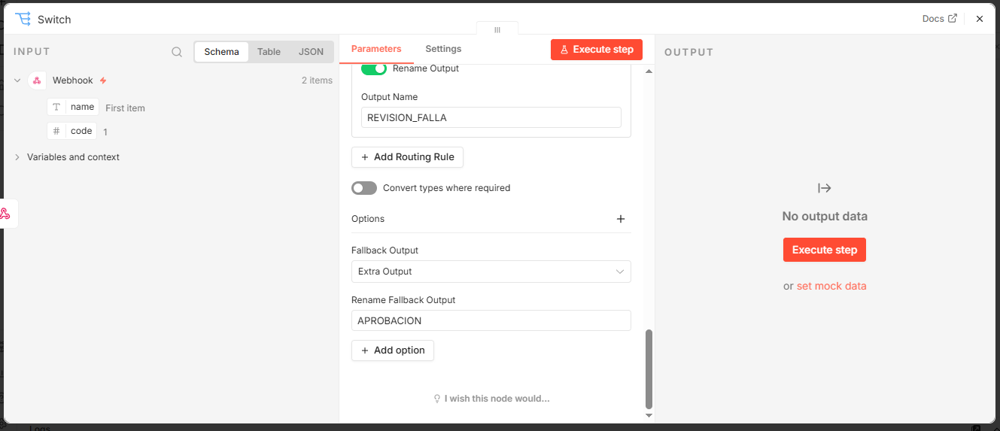 Switch
Docs
INPUT
Schema
Table
JSON
Webhook
2 items
T
name
First item
#
code
1
Variables and context
Parameters
Settings
Execute step
Rename Output
Output Name
REVISION_FALLA
+ Add Routing Rule
Convert types where required
Options
+
Fallback Output
Extra Output
Rename Fallback Output
APROBACION
+ Add option
I wish this node would...
OUTPUT
No output data
Execute step
or set mock data
Logs